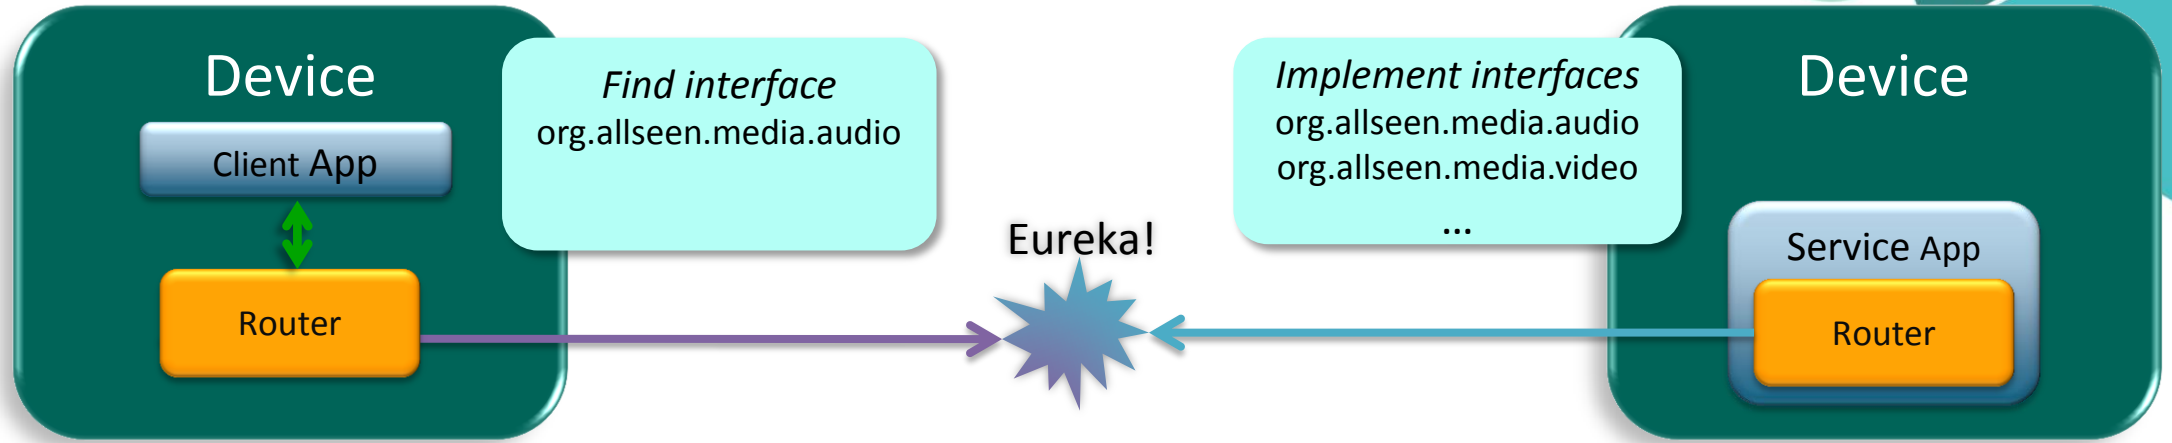 Device
Client App
Router
Find interface
org.allseen.media.audio
Eureka!
Implement interfaces
org.allseen.media.audio
org.allseen.media.video
...
Device
Service App
Router